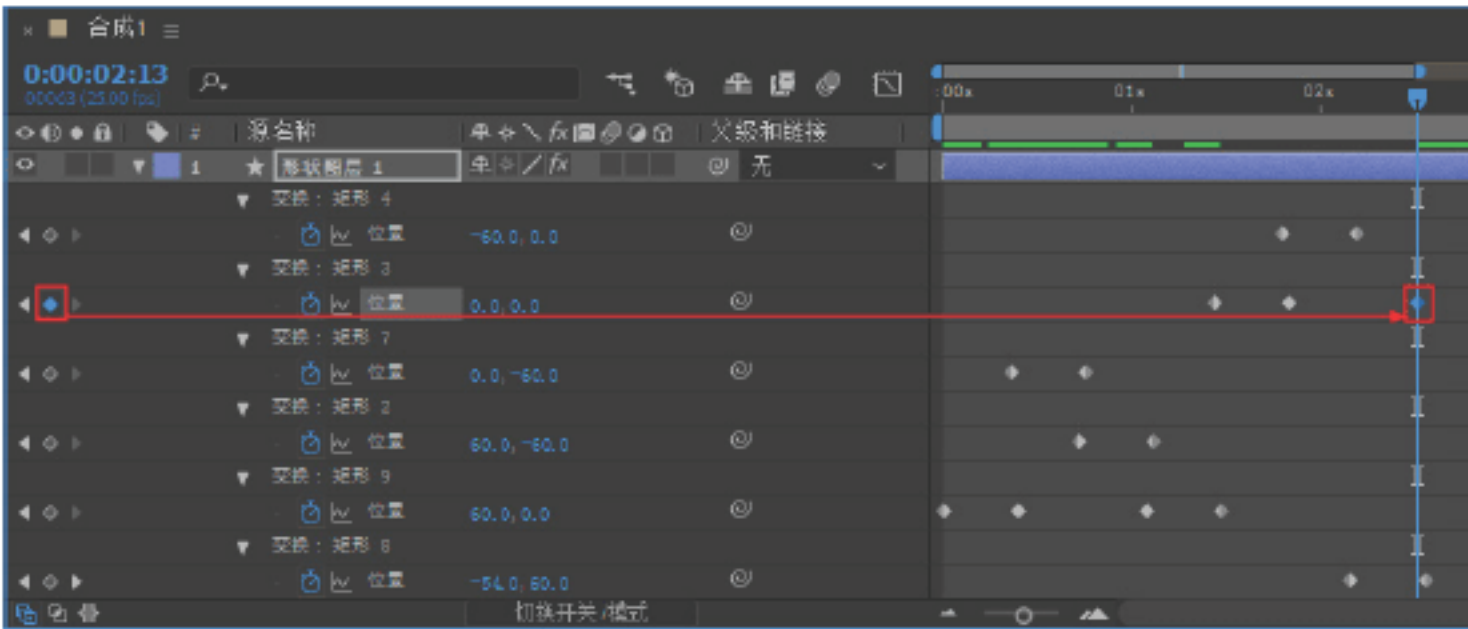 合成1
0:00:02:13
00063 (25.00 fps)
:00s 01s 02s
# 源名称 fx 父级和链接
1 形状图层 1 fx 无
变换: 矩形 4
位置 -60.0, 0.0
变换: 矩形 3
位置 0.0, 0.0
变换: 矩形 7
位置 0.0, -60.0
变换: 矩形 2
位置 60.0, -60.0
变换: 矩形 9
位置 60.0, 0.0
变换: 矩形 8
位置 -54.0, 60.0
切换开关/模式